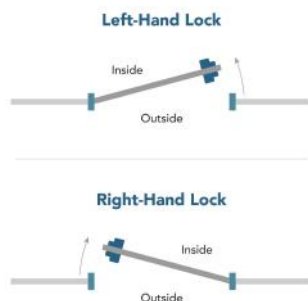 Left-Hand Lock
Inside
Outside
Right-Hand Lock
Inside
Outside